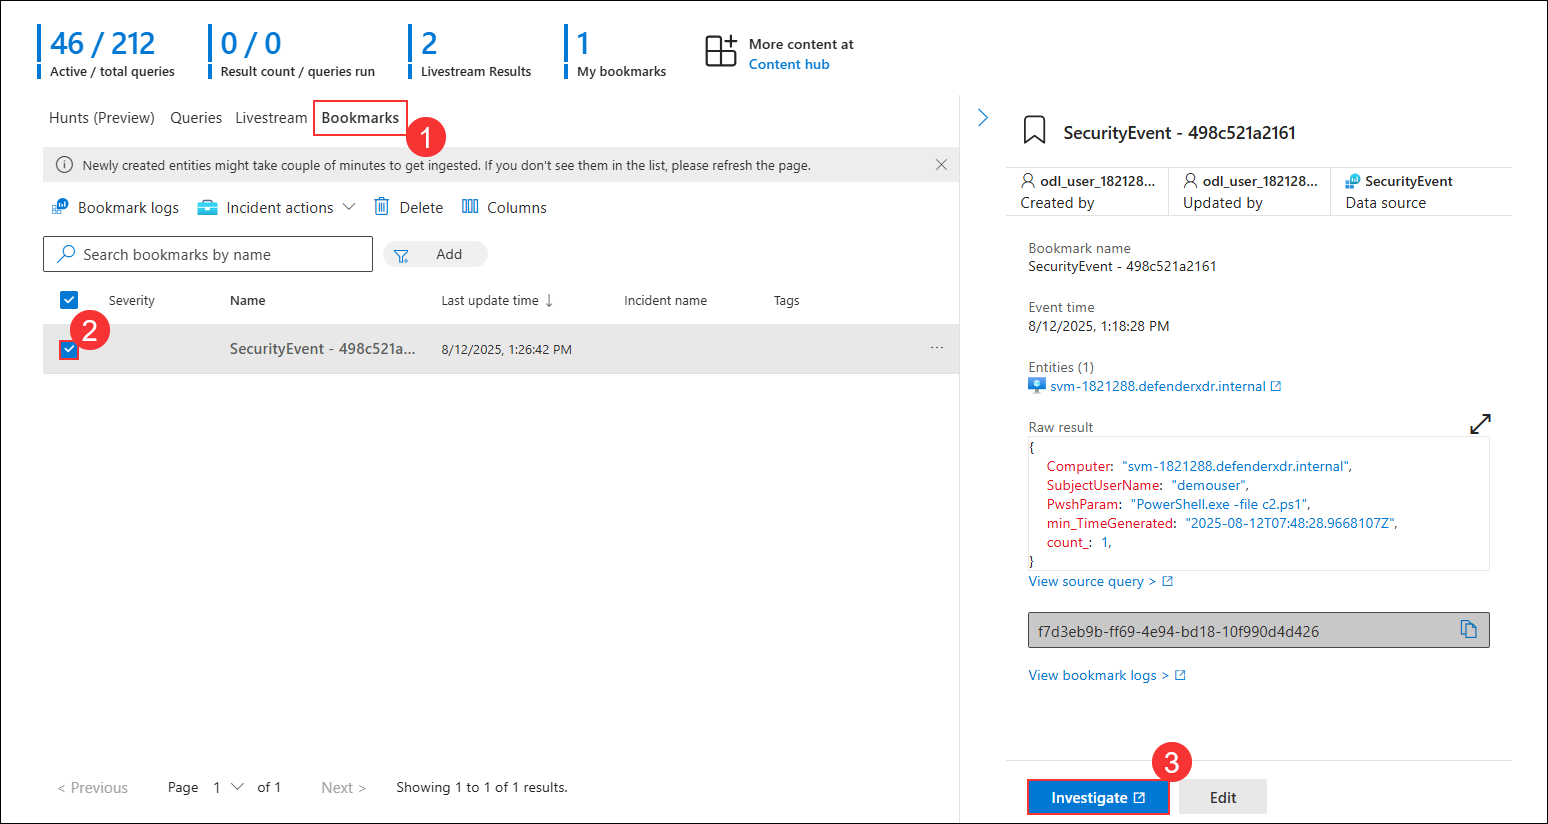 46 / 212
Active / total queries
0 / 0
Result count / queries run
2
Livestream Results
1
My bookmarks
More content at
Content hub
Hunts (Preview) Queries Livestream Bookmarks
1
Newly created entities might take couple of minutes to get ingested. If you don't see them in the list, please refresh the page.
Bookmark logs Incident actions Delete Columns
Search bookmarks by name
Add
Severity Name Last update time ↓ Incident name Tags
2
SecurityEvent - 498c521a... 8/12/2025, 1:26:42 PM ...
< Previous Page 1 of 1 Next > Showing 1 to 1 of 1 results.
SecurityEvent - 498c521a2161
odl_user_182128...
Created by
odl_user_182128...
Updated by
SecurityEvent
Data source
Bookmark name
SecurityEvent - 498c521a2161
Event time
8/12/2025, 1:18:28 PM
Entities (1)
svm-1821288.defenderxdr.internal
Raw result
{
Computer: "svm-1821288.defenderxdr.internal",
SubjectUserName: "demouser",
PwshParam: "PowerShell.exe -file c2.ps1",
min_TimeGenerated: "2025-08-12T07:48:28.9668107Z",
count_: 1,
}
View source query >
f7d3eb9b-ff69-4e94-bd18-10f990d4d426
View bookmark logs >
3
Investigate Edit